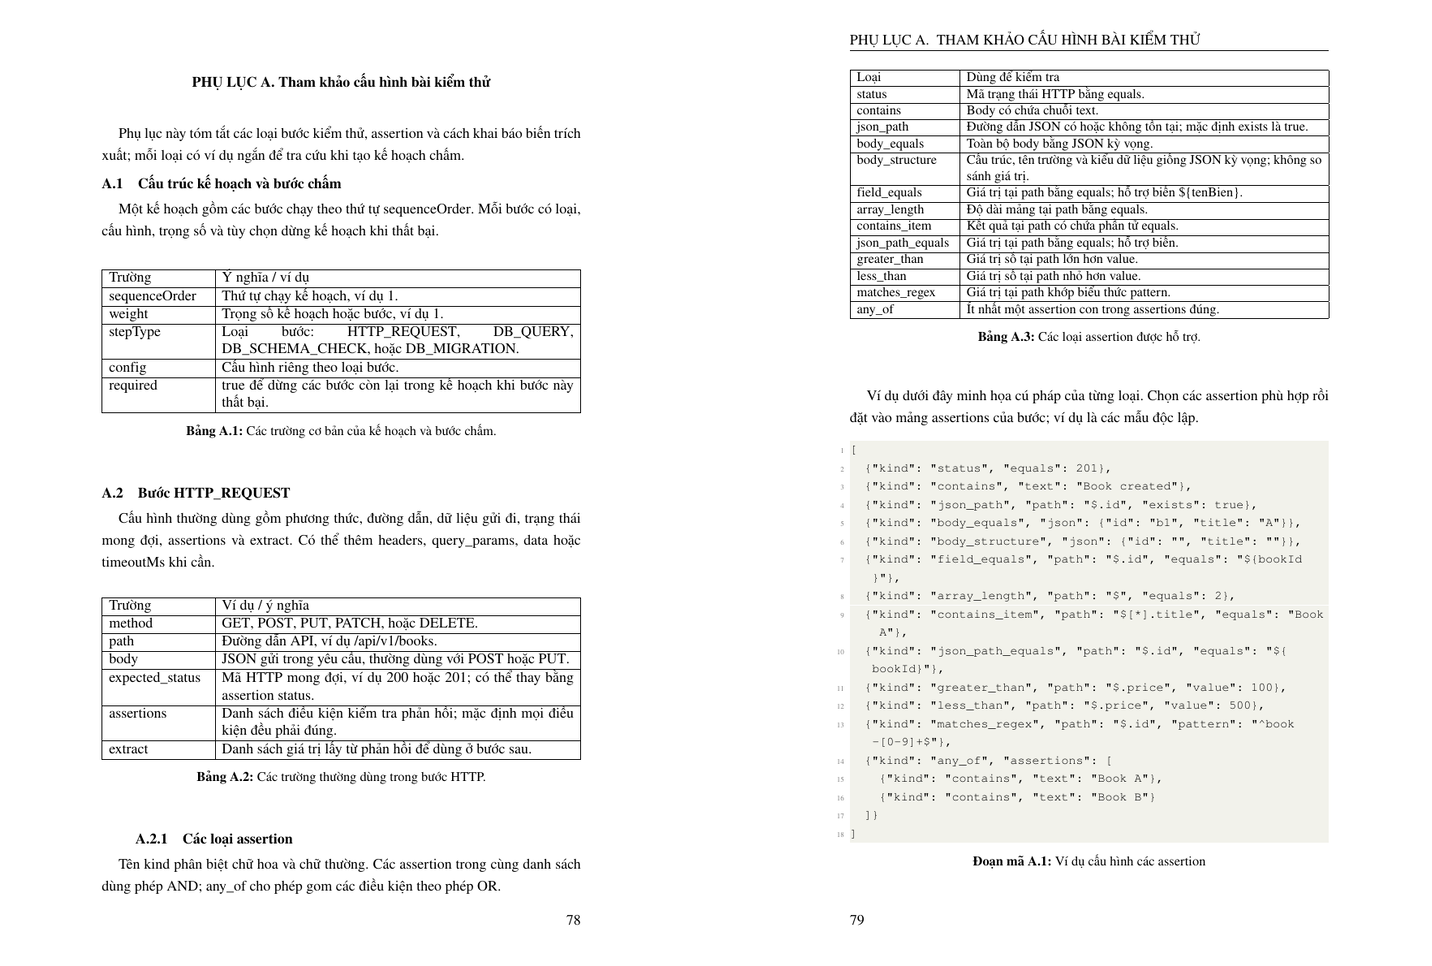 PHỤ LỤC A. Tham khảo cấu hình bài kiểm thử
Phụ lục này tóm tắt các loại bước kiểm thử, assertion và cách khai báo biến trích
xuất; mỗi loại có ví dụ ngắn để tra cứu khi tạo kế hoạch chấm.
A.1 Cấu trúc kế hoạch và bước chấm
Một kế hoạch gồm các bước chạy theo thứ tự sequenceOrder. Mỗi bước có loại,
cấu hình, trọng số và tùy chọn dừng kế hoạch khi thất bại.
Trường Ý nghĩa / ví dụ
sequenceOrder Thứ tự chạy kế hoạch, ví dụ 1.
weight Trọng số kế hoạch hoặc bước, ví dụ 1.
stepType Loại bước: HTTP_REQUEST, DB_QUERY,
DB_SCHEMA_CHECK, hoặc DB_MIGRATION.
config Cấu hình riêng theo loại bước.
required true để dừng các bước còn lại trong kế hoạch khi bước này
thất bại.
Bảng A.1: Các trường cơ bản của kế hoạch và bước chấm.
A.2 Bước HTTP_REQUEST
Cấu hình thường dùng gồm phương thức, đường dẫn, dữ liệu gửi đi, trạng thái
mong đợi, assertions và extract. Có thể thêm headers, query_params, data hoặc
timeoutMs khi cần.
Trường Ví dụ / ý nghĩa
method GET, POST, PUT, PATCH, hoặc DELETE.
path Đường dẫn API, ví dụ /api/v1/books.
body JSON gửi trong yêu cầu, thường dùng với POST hoặc PUT.
expected_status Mã HTTP mong đợi, ví dụ 200 hoặc 201; có thể thay bằng
assertion status.
assertions Danh sách điều kiện kiểm tra phản hồi; mặc định mọi điều
kiện đều phải đúng.
extract Danh sách giá trị lấy từ phản hồi để dùng ở bước sau.
Bảng A.2: Các trường thường dùng trong bước HTTP.
A.2.1 Các loại assertion
Tên kind phân biệt chữ hoa và chữ thường. Các assertion trong cùng danh sách
dùng phép AND; any_of cho phép gom các điều kiện theo phép OR.
78
PHỤ LỤC A. THAM KHẢO CẤU HÌNH BÀI KIỂM THỬ
Loại Dùng để kiểm tra
status Mã trạng thái HTTP bằng equals.
contains Body có chứa chuỗi text.
json_path Đường dẫn JSON có hoặc không tồn tại; mặc định exists là true.
body_equals Toàn bộ body bằng JSON kỳ vọng.
body_structure Cấu trúc, tên trường và kiểu dữ liệu giống JSON kỳ vọng; không so
sánh giá trị.
field_equals Giá trị tại path bằng equals; hỗ trợ biến ${tenBien}.
array_length Độ dài mảng tại path bằng equals.
contains_item Kết quả tại path có chứa phần tử equals.
json_path_equals Giá trị tại path bằng equals; hỗ trợ biến.
greater_than Giá trị số tại path lớn hơn value.
less_than Giá trị số tại path nhỏ hơn value.
matches_regex Giá trị tại path khớp biểu thức pattern.
any_of Ít nhất một assertion con trong assertions đúng.
Bảng A.3: Các loại assertion được hỗ trợ.
Ví dụ dưới đây minh họa cú pháp của từng loại. Chọn các assertion phù hợp rồi
đặt vào mảng assertions của bước; ví dụ là các mẫu độc lập.
1 [
2 {"kind": "status", "equals": 201},
3 {"kind": "contains", "text": "Book created"},
4 {"kind": "json_path", "path": "$.id", "exists": true},
5 {"kind": "body_equals", "json": {"id": "b1", "title": "A"}},
6 {"kind": "body_structure", "json": {"id": "", "title": ""}},
7 {"kind": "field_equals", "path": "$.id", "equals": "${bookId
}"},
8 {"kind": "array_length", "path": "$", "equals": 2},
9 {"kind": "contains_item", "path": "$[*].title", "equals": "Book
A"},
10 {"kind": "json_path_equals", "path": "$.id", "equals": "${
bookId}"},
11 {"kind": "greater_than", "path": "$.price", "value": 100},
12 {"kind": "less_than", "path": "$.price", "value": 500},
13 {"kind": "matches_regex", "path": "$.id", "pattern": "^book
-[0-9]+$"},
14 {"kind": "any_of", "assertions": [
15 {"kind": "contains", "text": "Book A"},
16 {"kind": "contains", "text": "Book B"}
17 ]}
18 ]
Đoạn mã A.1: Ví dụ cấu hình các assertion
79